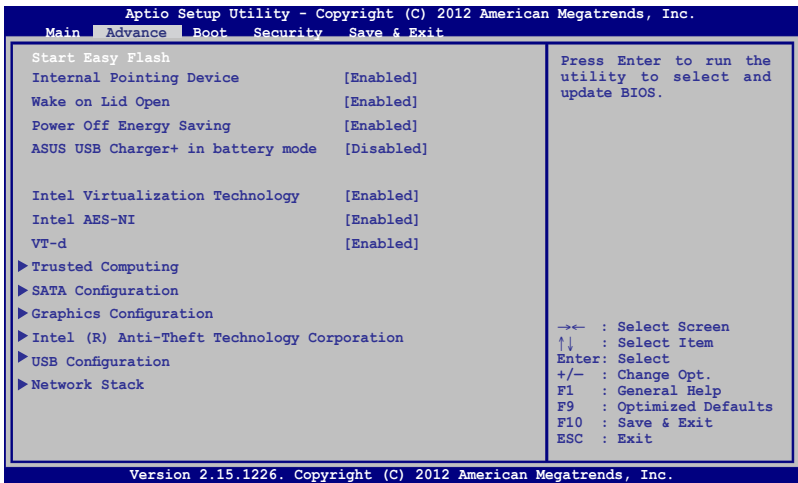 Aptio Setup Utility - Copyright (C) 2012 American Megatrends, Inc.
Main Advance Boot Security Save & Exit
Start Easy Flash
Internal Pointing Device [Enabled]
Wake on Lid Open [Enabled]
Power Off Energy Saving [Enabled]
ASUS USB Charger+ in battery mode [Disabled]
Intel Virtualization Technology [Enabled]
Intel AES-NI [Enabled]
VT-d [Enabled]
Trusted Computing
SATA Configuration
Graphics Configuration
Intel (R) Anti-Theft Technology Corporation
USB Configuration
Network Stack
Press Enter to run the
utility to select and
update BIOS.
→← : Select Screen
↑↓ : Select Item
Enter: Select
+/— : Change Opt.
F1 : General Help
F9 : Optimized Defaults
F10 : Save & Exit
ESC : Exit
Version 2.15.1226. Copyright (C) 2012 American Megatrends, Inc.